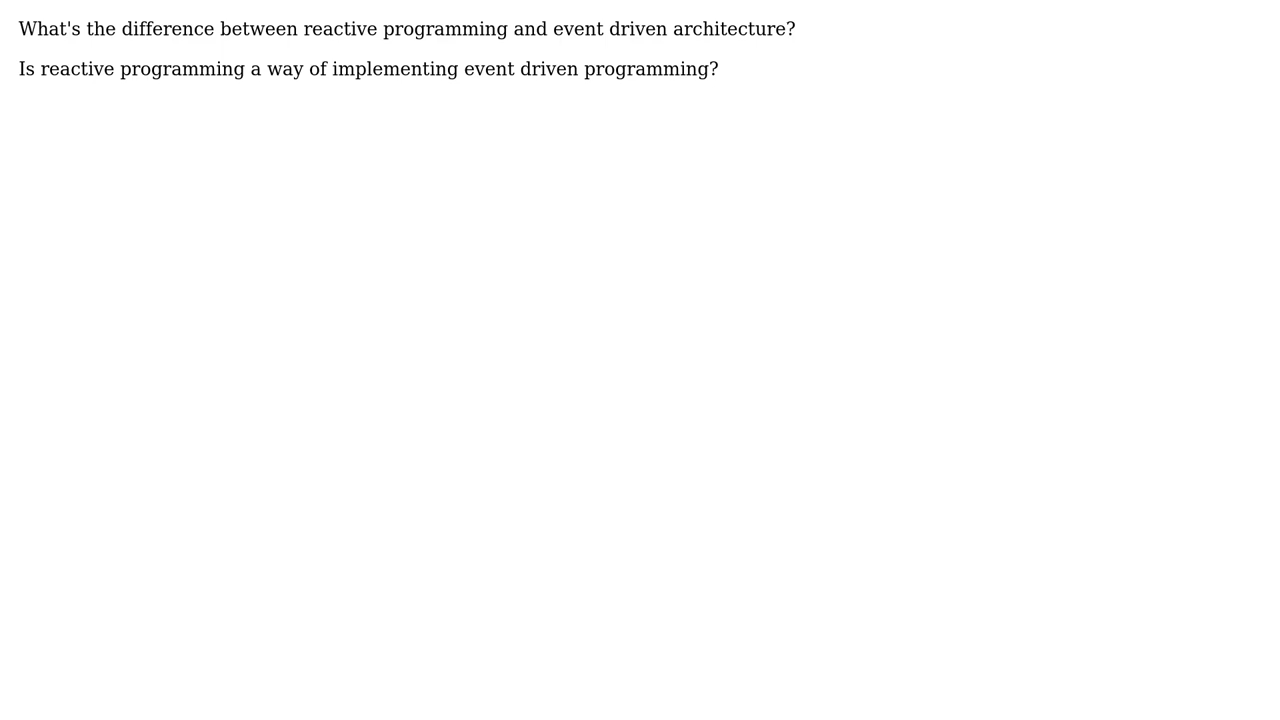 What's the difference between reactive programming and event driven architecture?
Is reactive programming a way of implementing event driven programming?